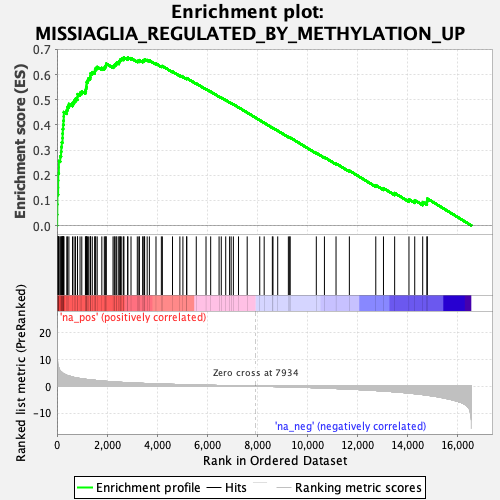 Enrichment plot:
MISSIAGLIA_REGULATED_BY_METHYLATION_UP
Enrichment score (ES)
0.7
0.6
0.5
0.4
0.3
0.2
0.1
0.0
'na_pos' (positively correlated)
Ranked list metric (PreRanked)
20
10
0
-10
Zero cross at 7934
'na_neg' (negatively correlated)
0
2,000
4,000
6,000
8,000
10,000
12,000
14,000
16,000
Rank in Ordered Dataset
Enrichment profile
Hits
Ranking metric scores